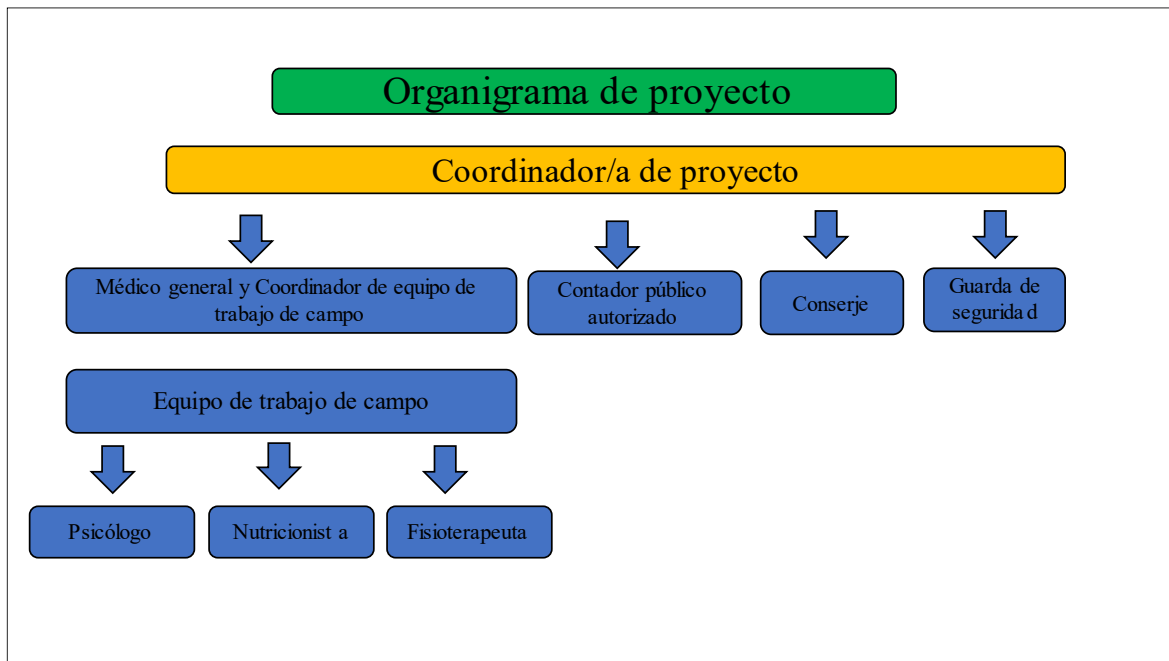 Organigrama de proyecto
Coordinador/a de proyecto
Médico general y Coordinador de equipo de
trabajo de campo
Contador público
autorizado
Conserje
Guarda de
seguridad
Equipo de trabajo de campo
Psicólogo
Nutricionist a
Fisioterapeuta